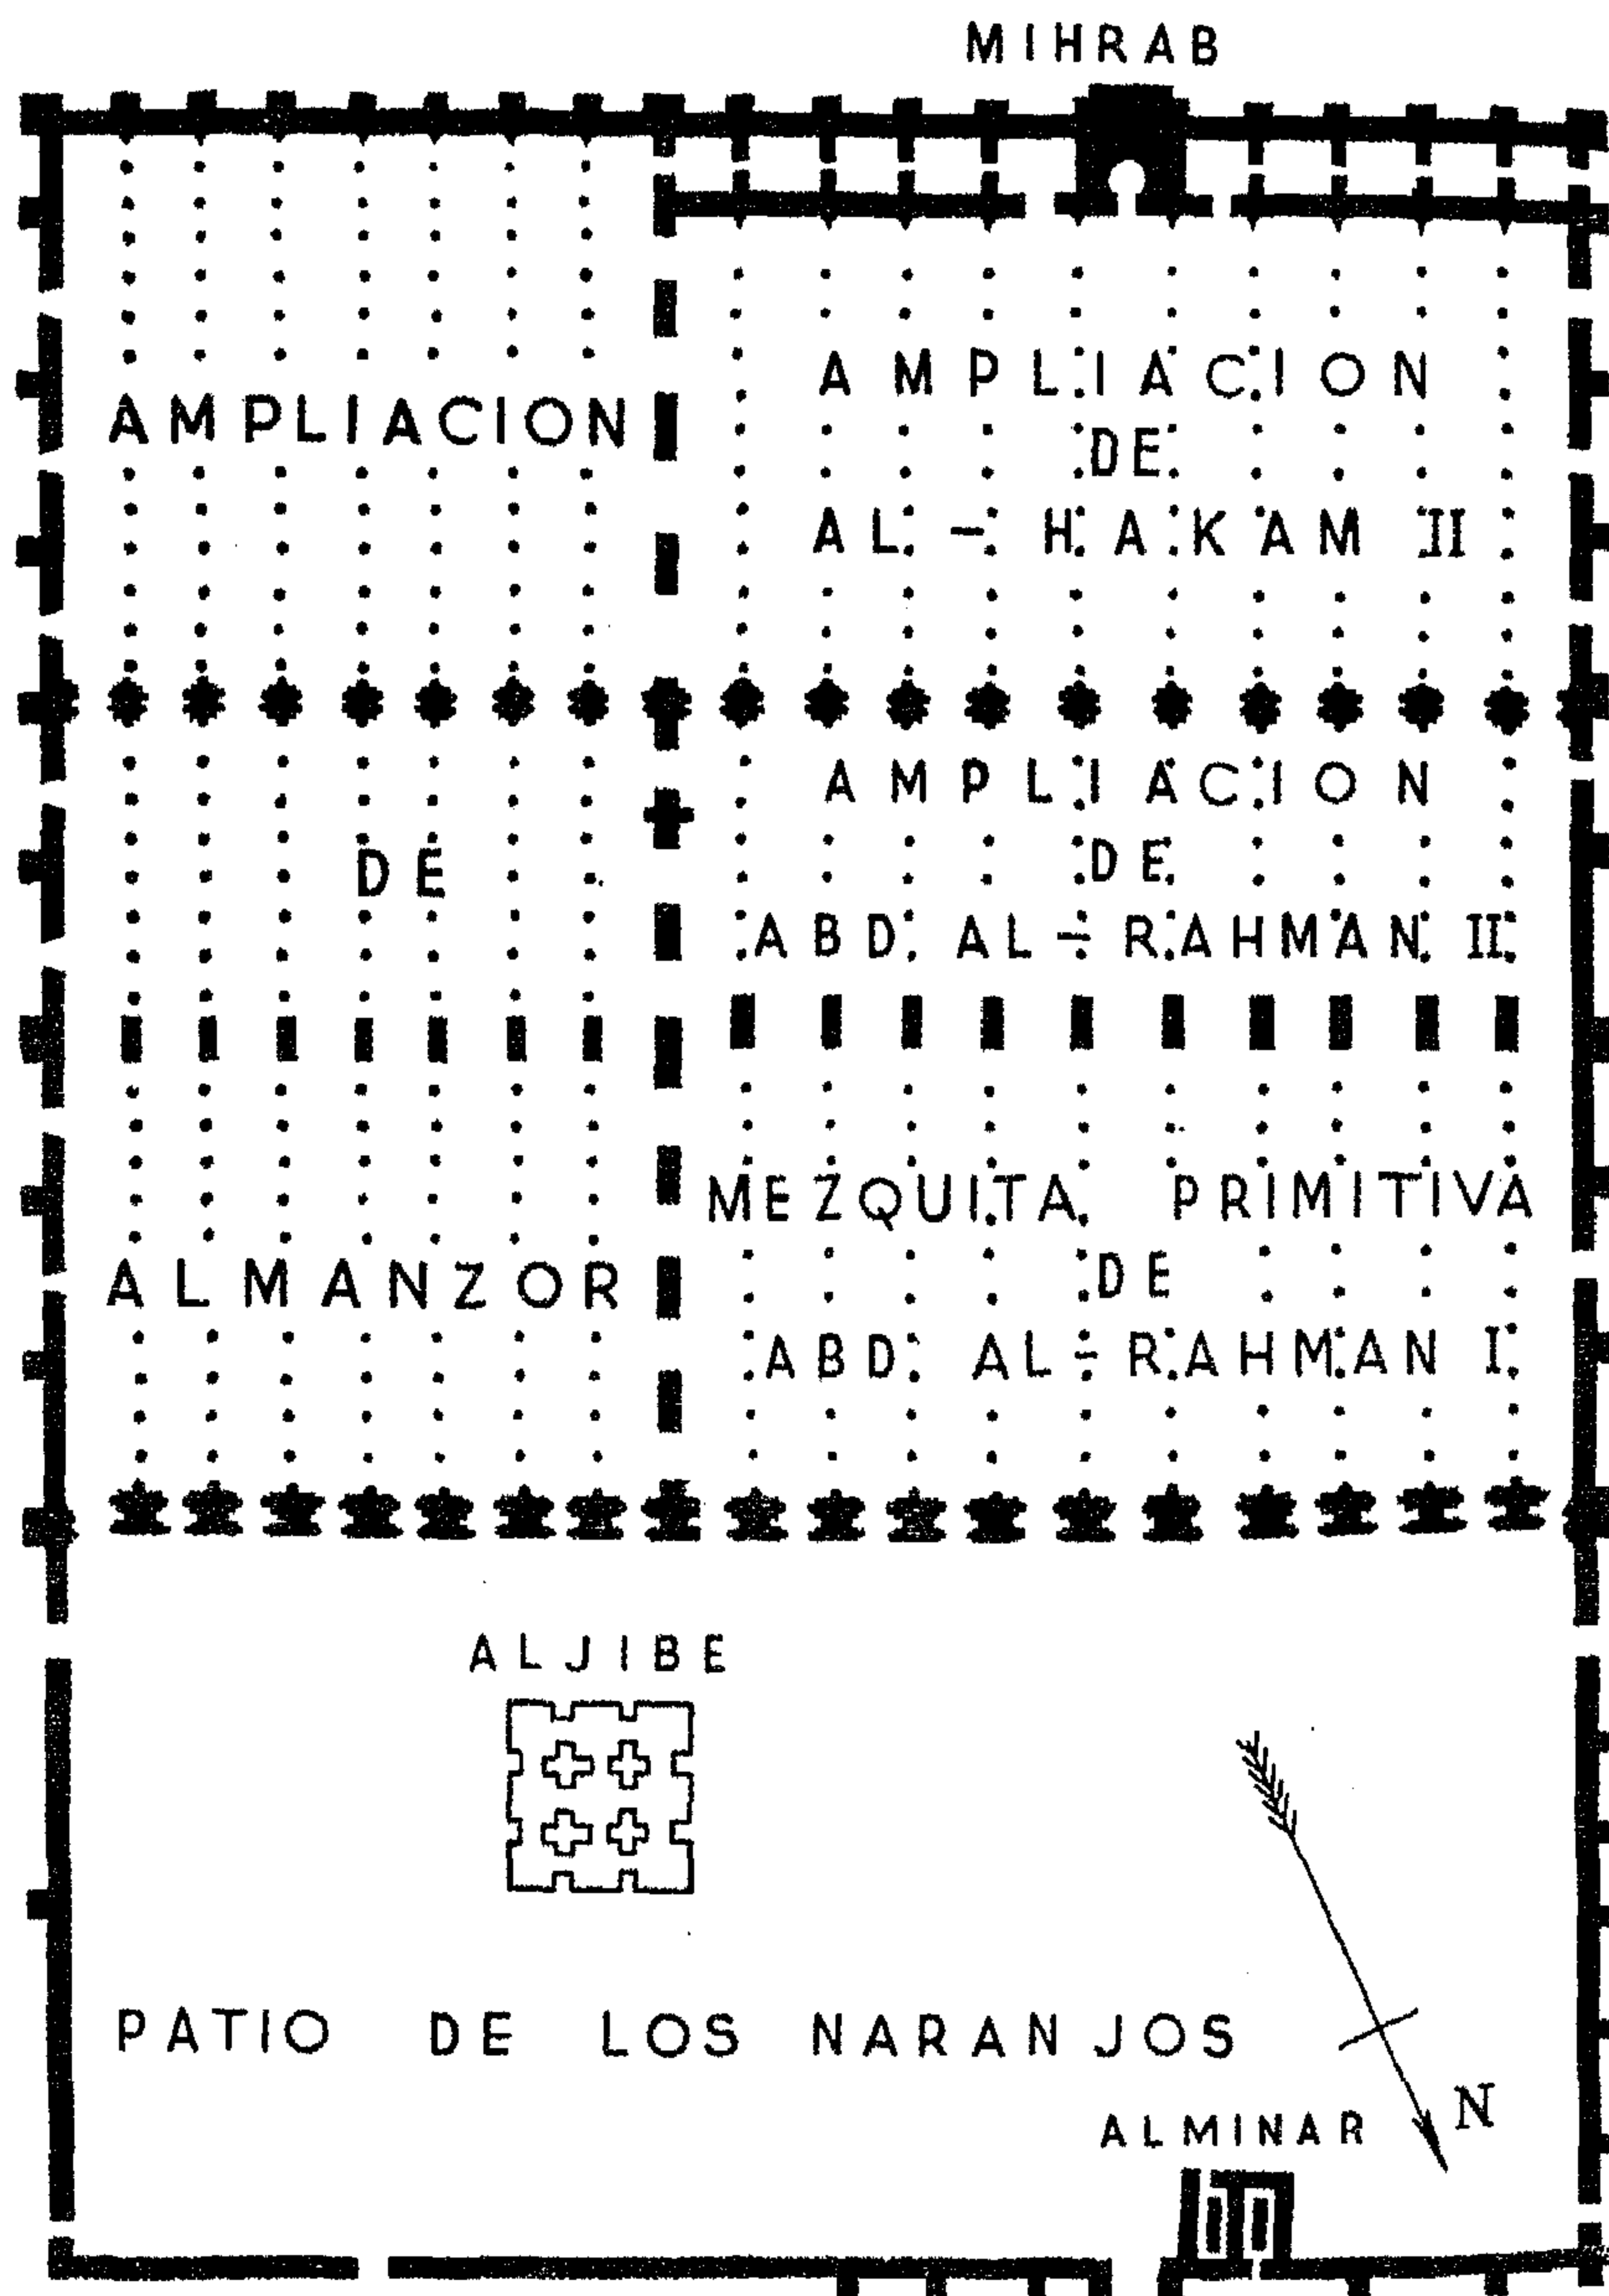 MIHRAB
AMPLIACION
DE
ALMANZOR
AMPLIACION
DE
AL-HAKAM II
AMPLIACION
DE
ABD AL-RAHMAN II
MEZQUITA PRIMITIVA
DE
ABD AL-RAHMAN I
ALJIBE
PATIO DE LOS NARANJOS
N
ALMINAR